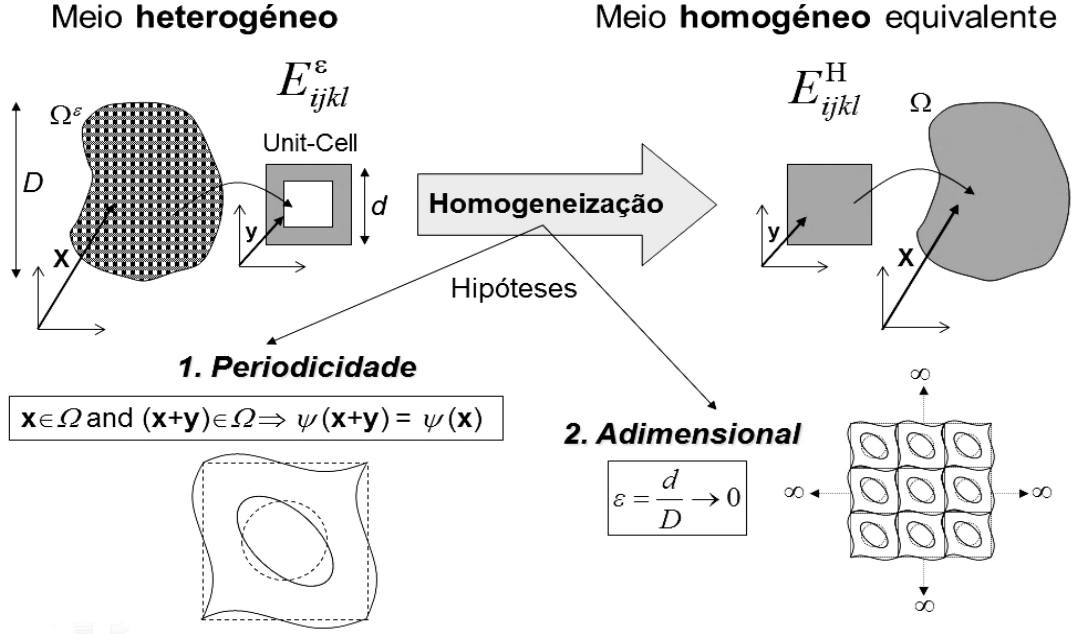 Meio heterogéneo
Meio homogéneo equivalente
E^ε_ijkl
E^H_ijkl
Ω^ε
Ω
Unit-Cell
D
d
Homogeneização
y
y
x
x
Hipóteses
1. Periodicidade
x∈Ω and (x+y)∈Ω⇒ ψ(x+y) = ψ(x)
2. Adimensional
ε = d/D → 0
∞
∞
∞
∞